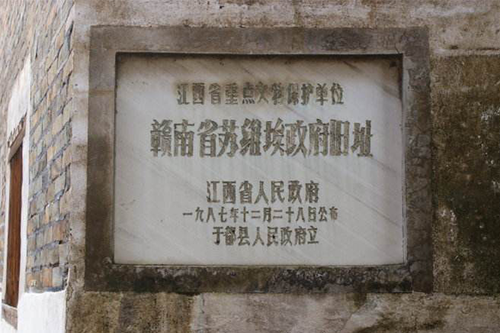 江西省重点文物保护单位
赣南省苏维埃政府旧址
江西省人民政府
一九八七年十二月二十八日公布
于都县人民政府立